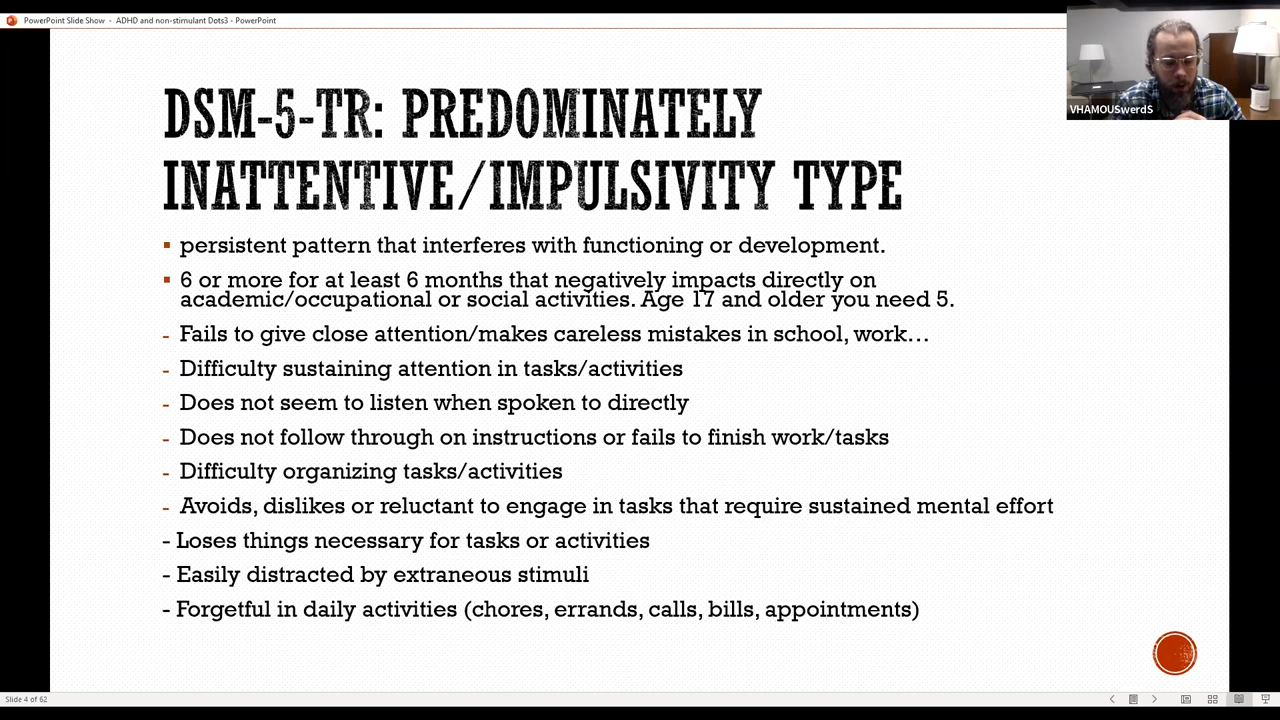 PowerPoint Slide Show - ADHD and non-stimulant Dots3 - PowerPoint
VHAMOUSwerdS
DSM-5-TR: PREDOMINATELY
INATTENTIVE/IMPULSIVITY TYPE
▪ persistent pattern that interferes with functioning or development.
▪ 6 or more for at least 6 months that negatively impacts directly on
academic/occupational or social activities. Age 17 and older you need 5.
- Fails to give close attention/makes careless mistakes in school, work…
- Difficulty sustaining attention in tasks/activities
- Does not seem to listen when spoken to directly
- Does not follow through on instructions or fails to finish work/tasks
- Difficulty organizing tasks/activities
- Avoids, dislikes or reluctant to engage in tasks that require sustained mental effort
- Loses things necessary for tasks or activities
- Easily distracted by extraneous stimuli
- Forgetful in daily activities (chores, errands, calls, bills, appointments)
Slide 4 of 62